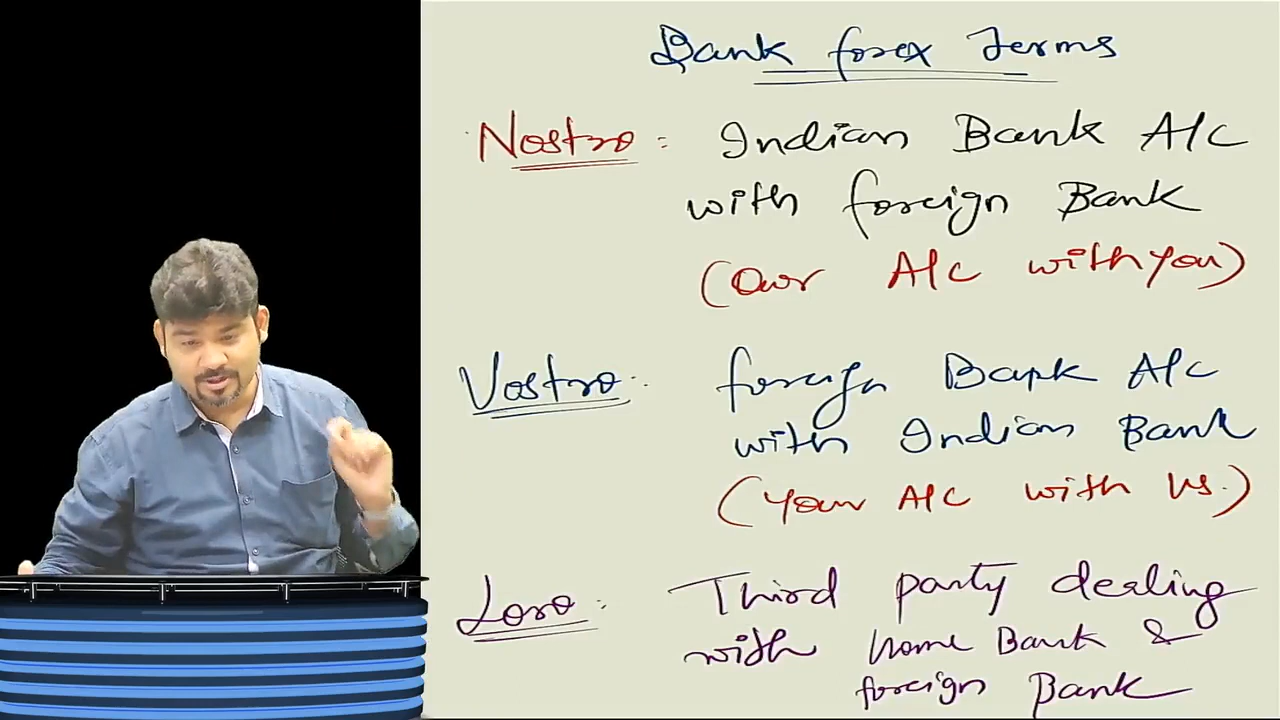 Bank forex Terms
Nostro: Indian Bank A/c
with foreign Bank
(Our A/c with you)
Vostro: foreign Bank A/c
with Indian Bank
(Your A/c with us.)
Loro: Third party dealing
with home Bank &
foreign Bank